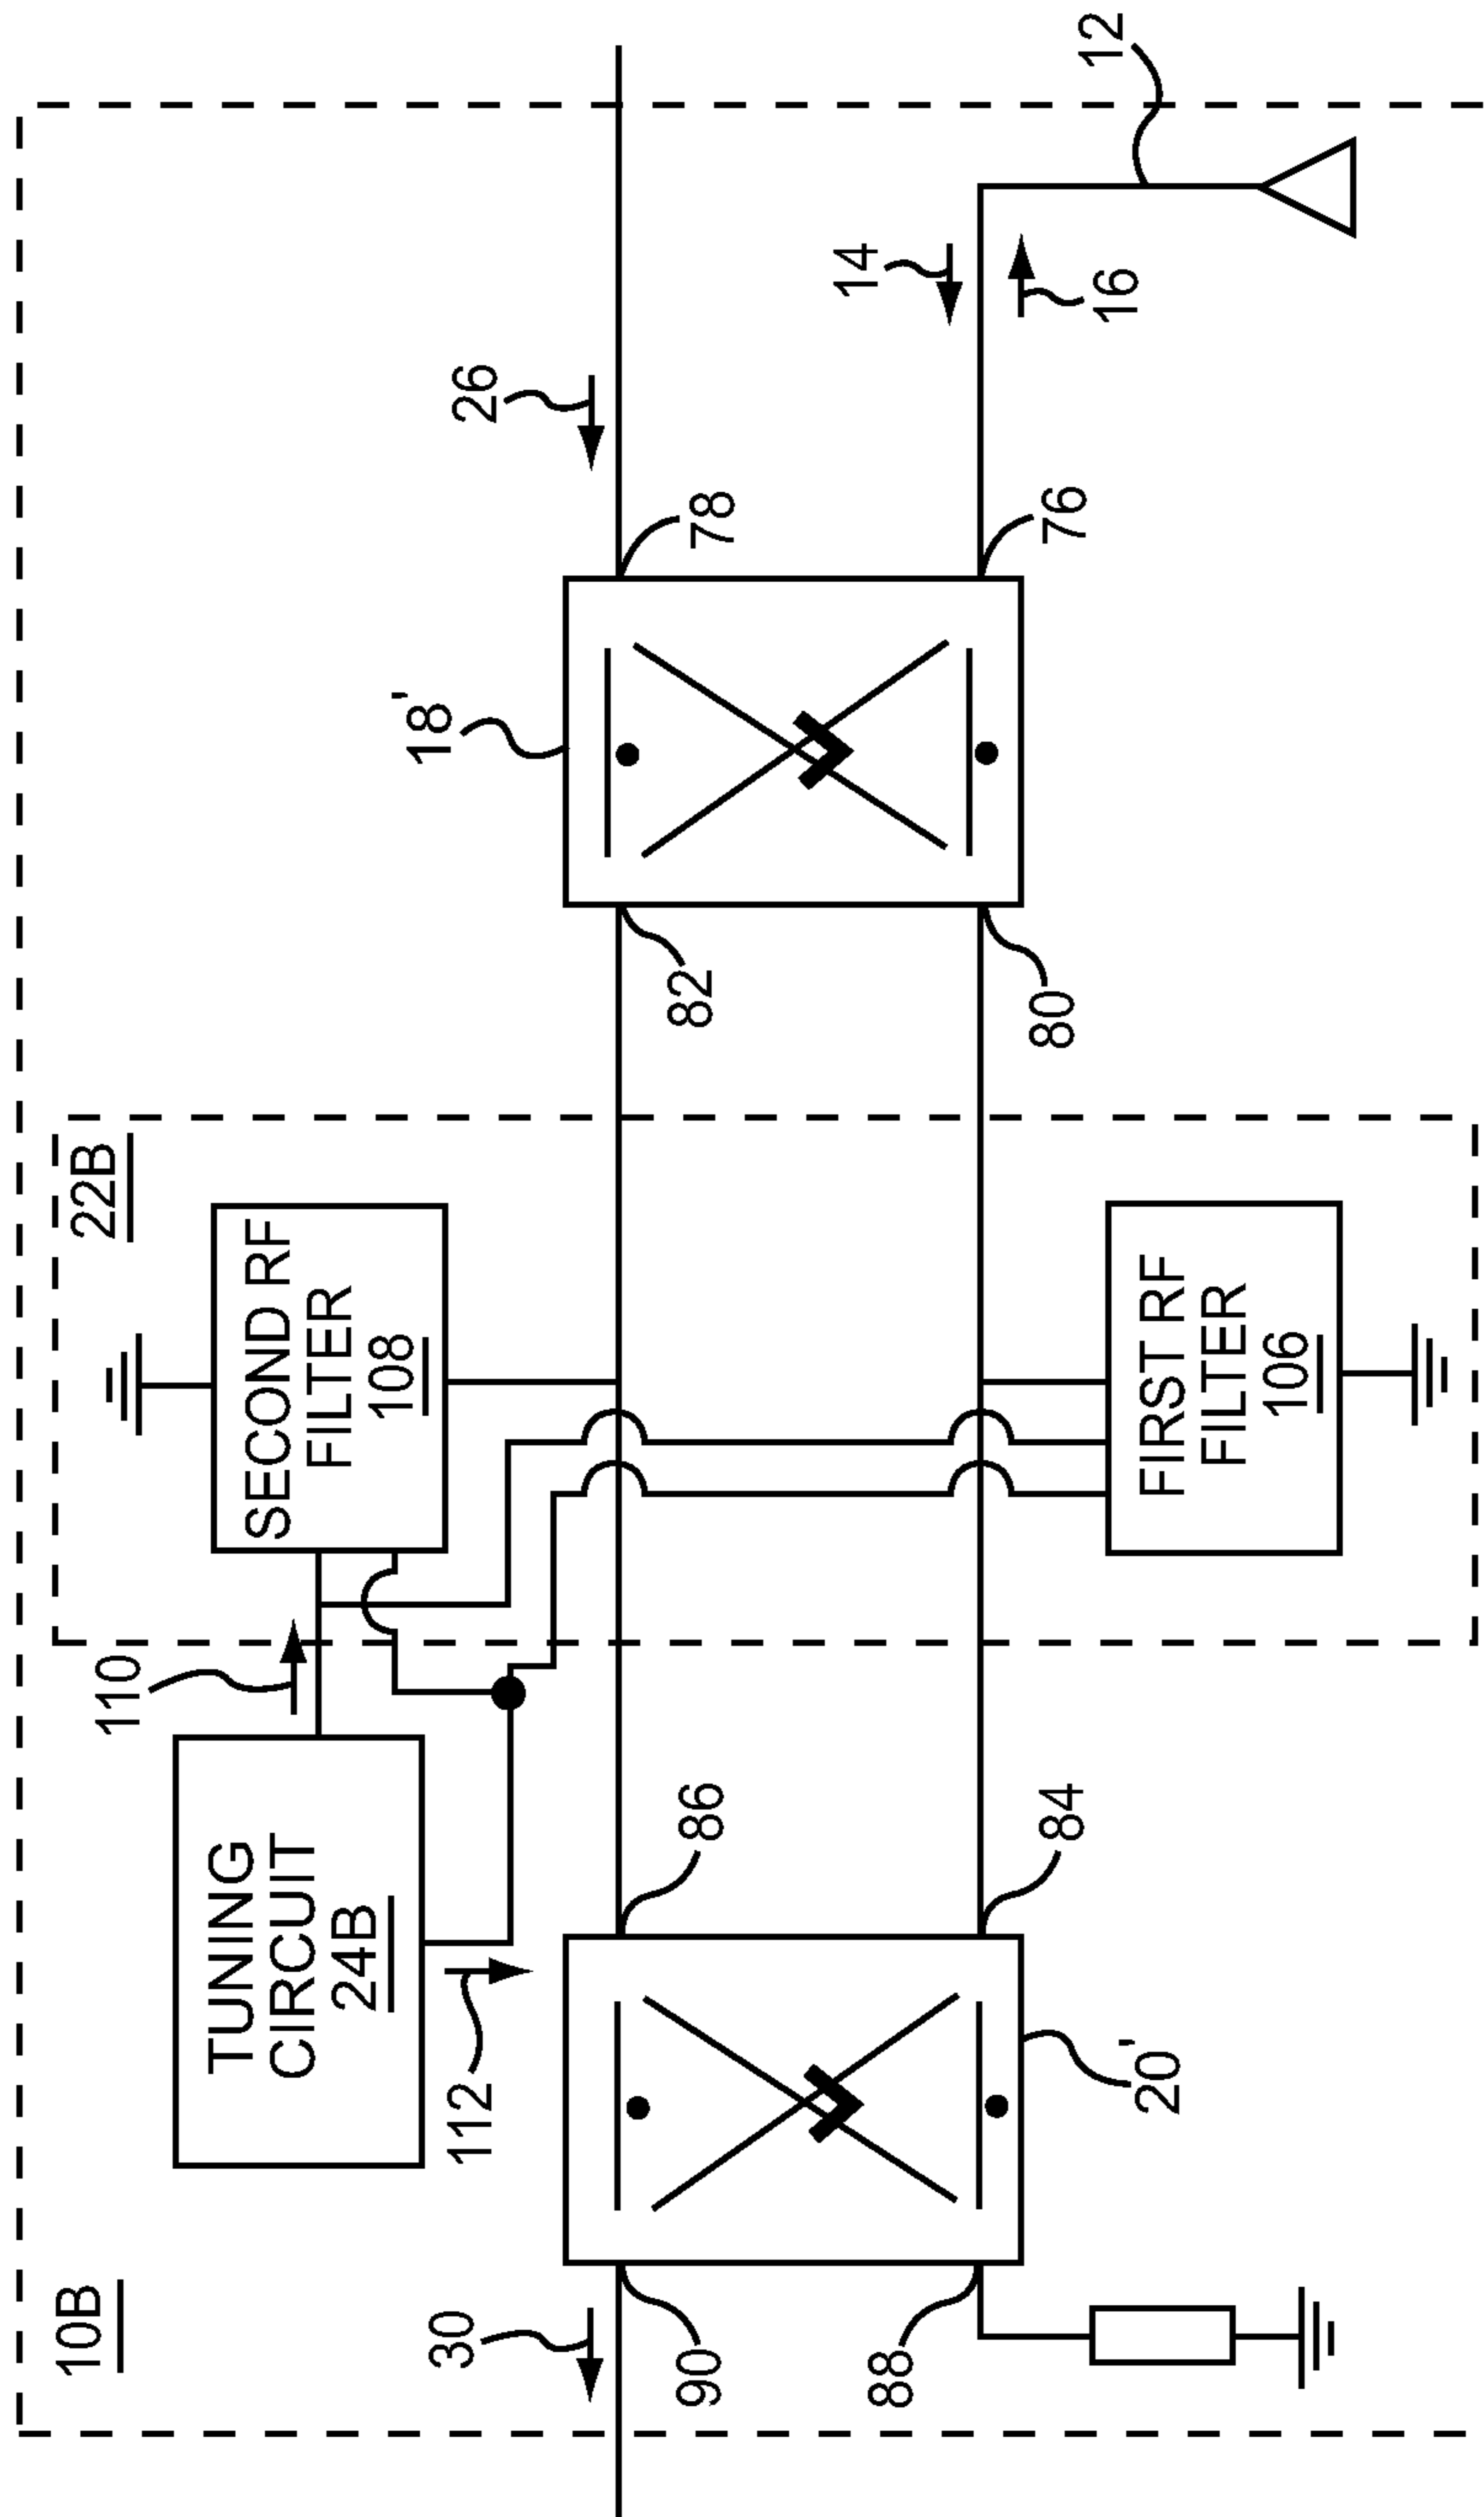 10B
TUNING
CIRCUIT
24B
110
112
22B
SECOND RF
FILTER
108
FIRST RF
FILTER
106
30
90
88
86
84
20'
82
80
18'
78
76
26
14
16
12